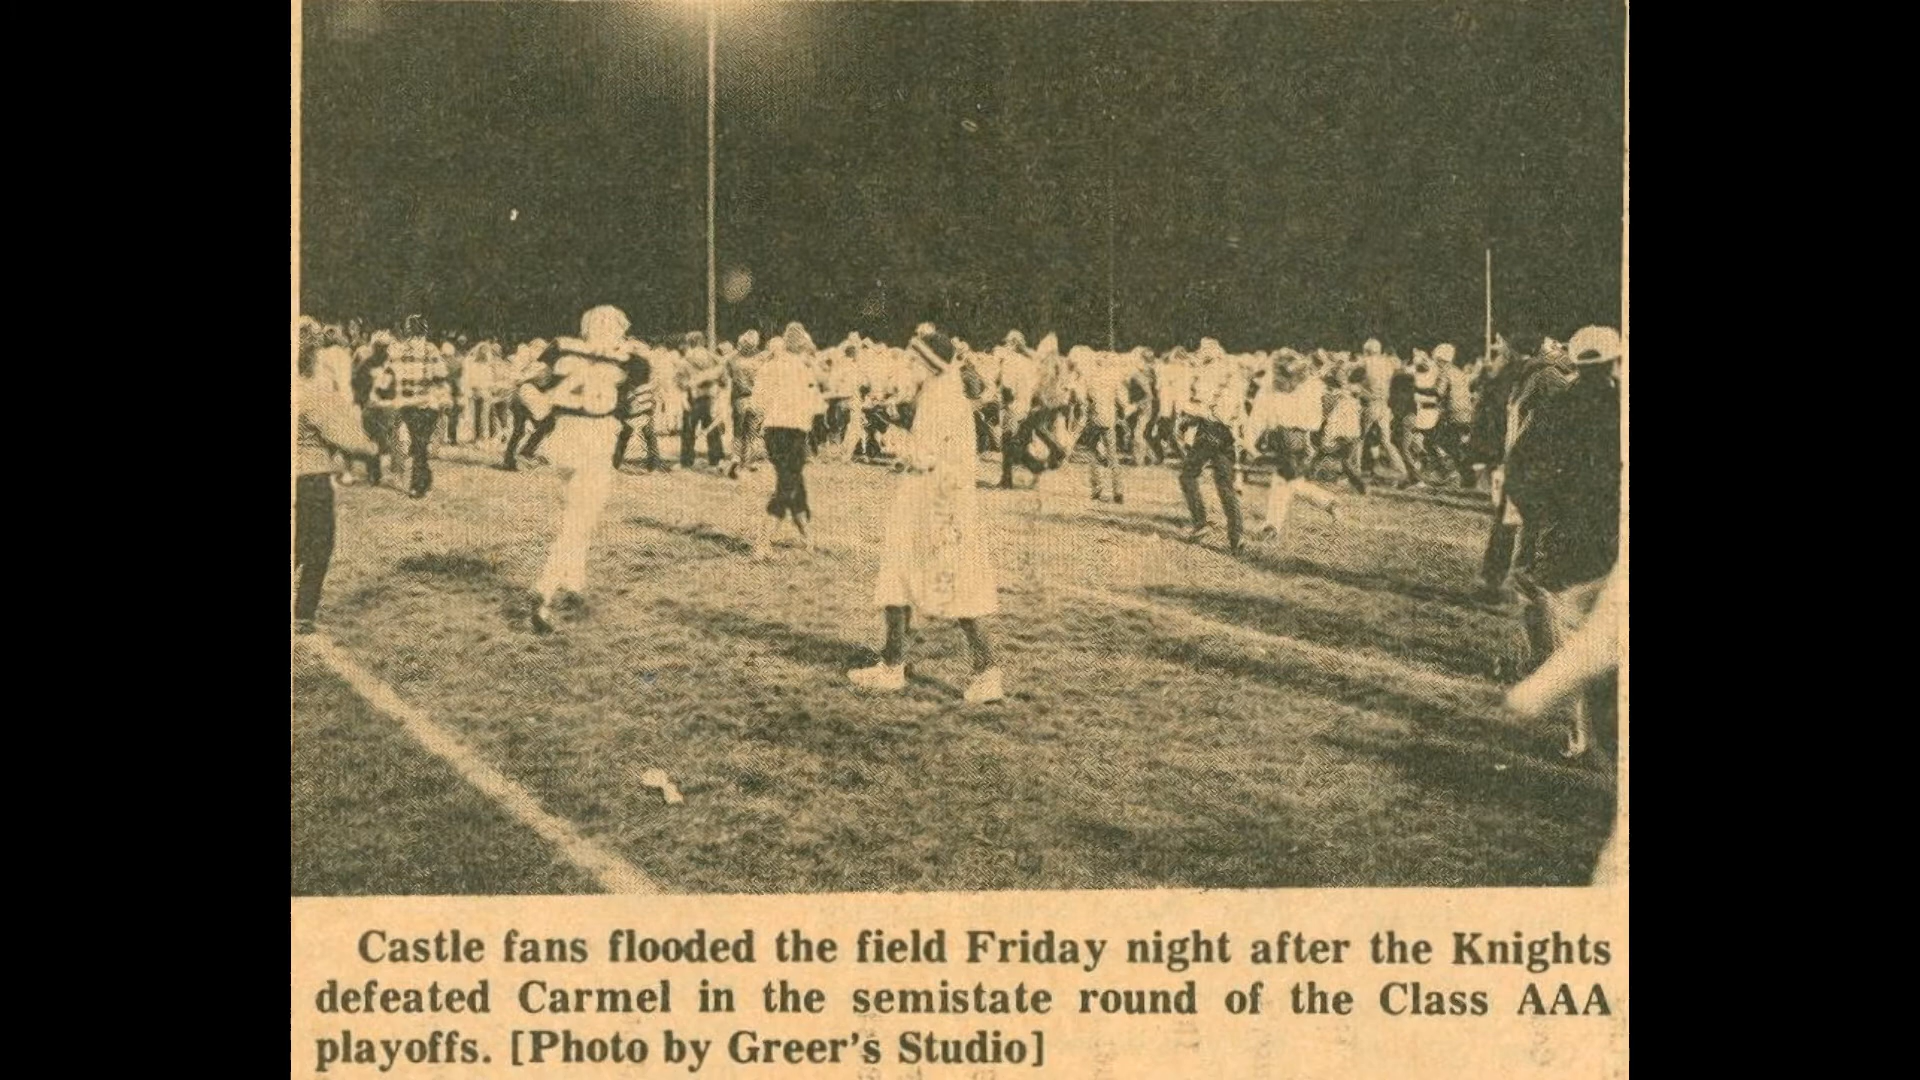 Castle fans flooded the field Friday night after the Knights
defeated Carmel in the semistate round of the Class AAA
playoffs. [Photo by Greer's Studio]